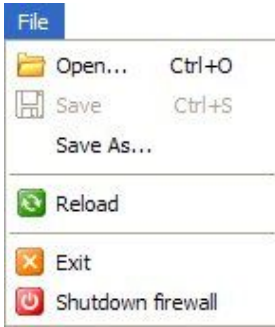 File
Open... Ctrl+O
Save Ctrl+S
Save As...
Reload
Exit
Shutdown firewall